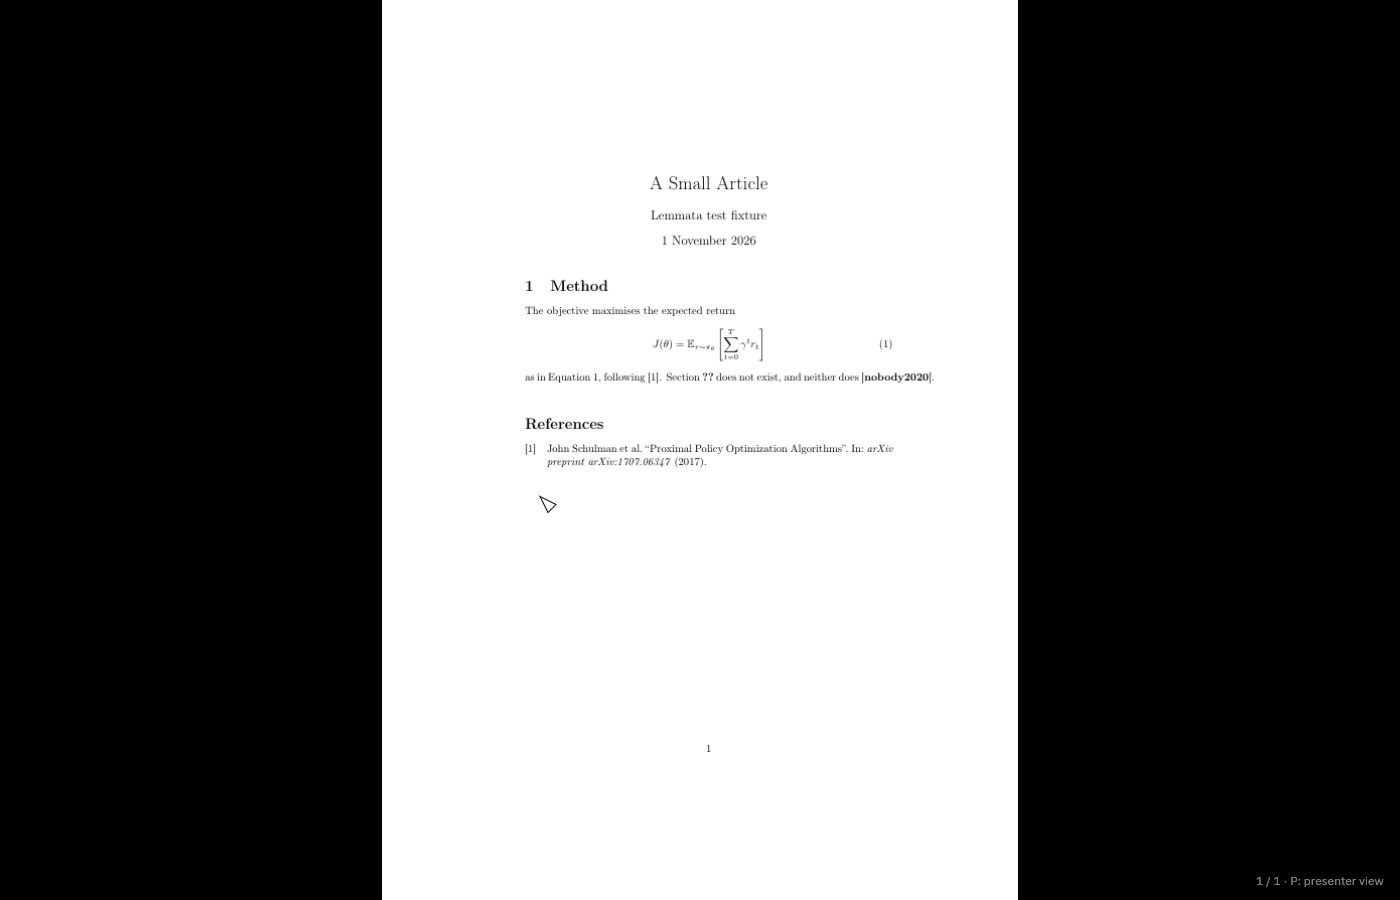 A Small Article
Lemmata test fixture
1 November 2026
1 Method
The objective maximises the expected return
J(θ) = 𝔼_{τ∼π_θ} [∑_{t=0}^{T} γ^t r_t] (1)
as in Equation 1, following [1]. Section ?? does not exist, and neither does [nobody2020].
References
[1] John Schulman et al. “Proximal Policy Optimization Algorithms”. In: arXiv
preprint arXiv:1707.06347 (2017).
1
1 / 1 · P: presenter view